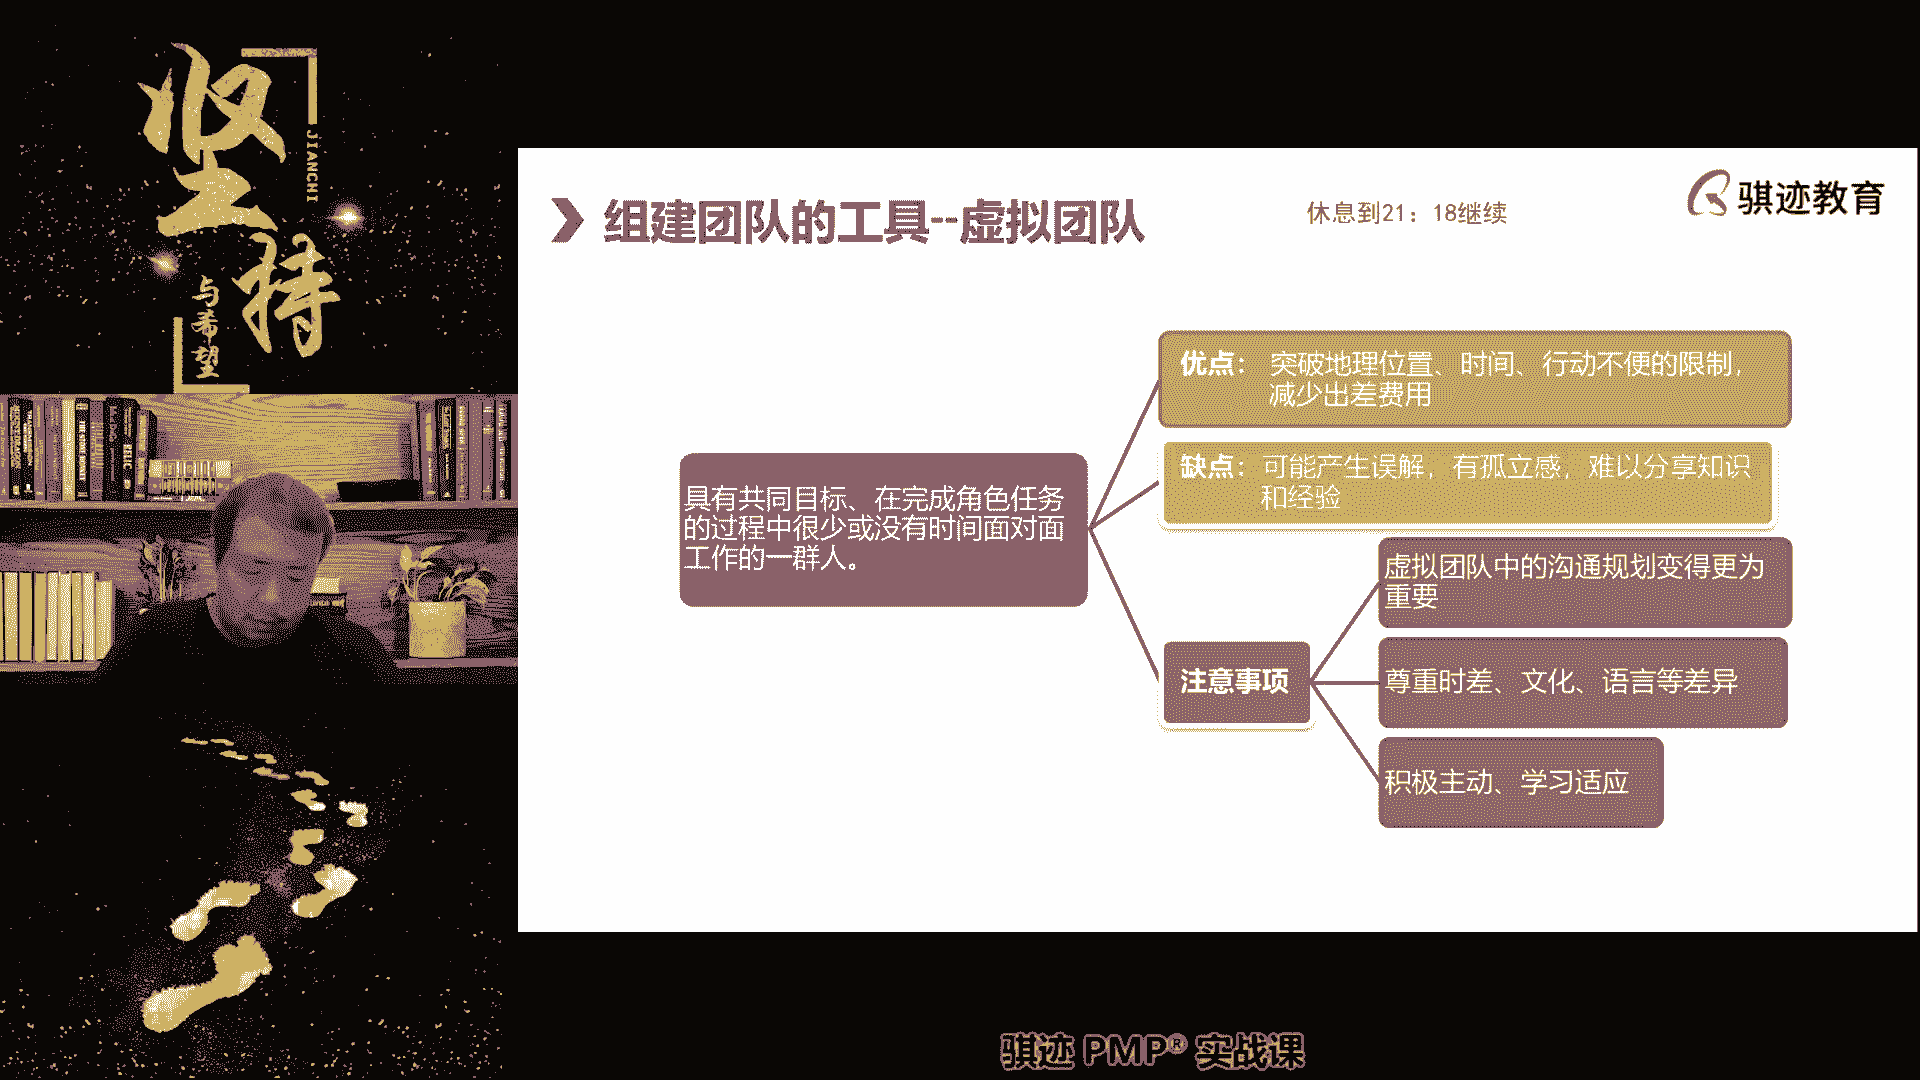 坚持
JIANCHI
与希望
组建团队的工具--虚拟团队
休息到21：18继续
骐迹教育
优点： 突破地理位置、时间、行动不便的限制，
减少出差费用
缺点： 可能产生误解，有孤立感，难以分享知识
和经验
具有共同目标、在完成角色任务
的过程中很少或没有时间面对面
工作的一群人。
注意事项
虚拟团队中的沟通规划变得更为
重要
尊重时差、文化、语言等差异
积极主动、学习适应
骐迹 PMP® 实战课